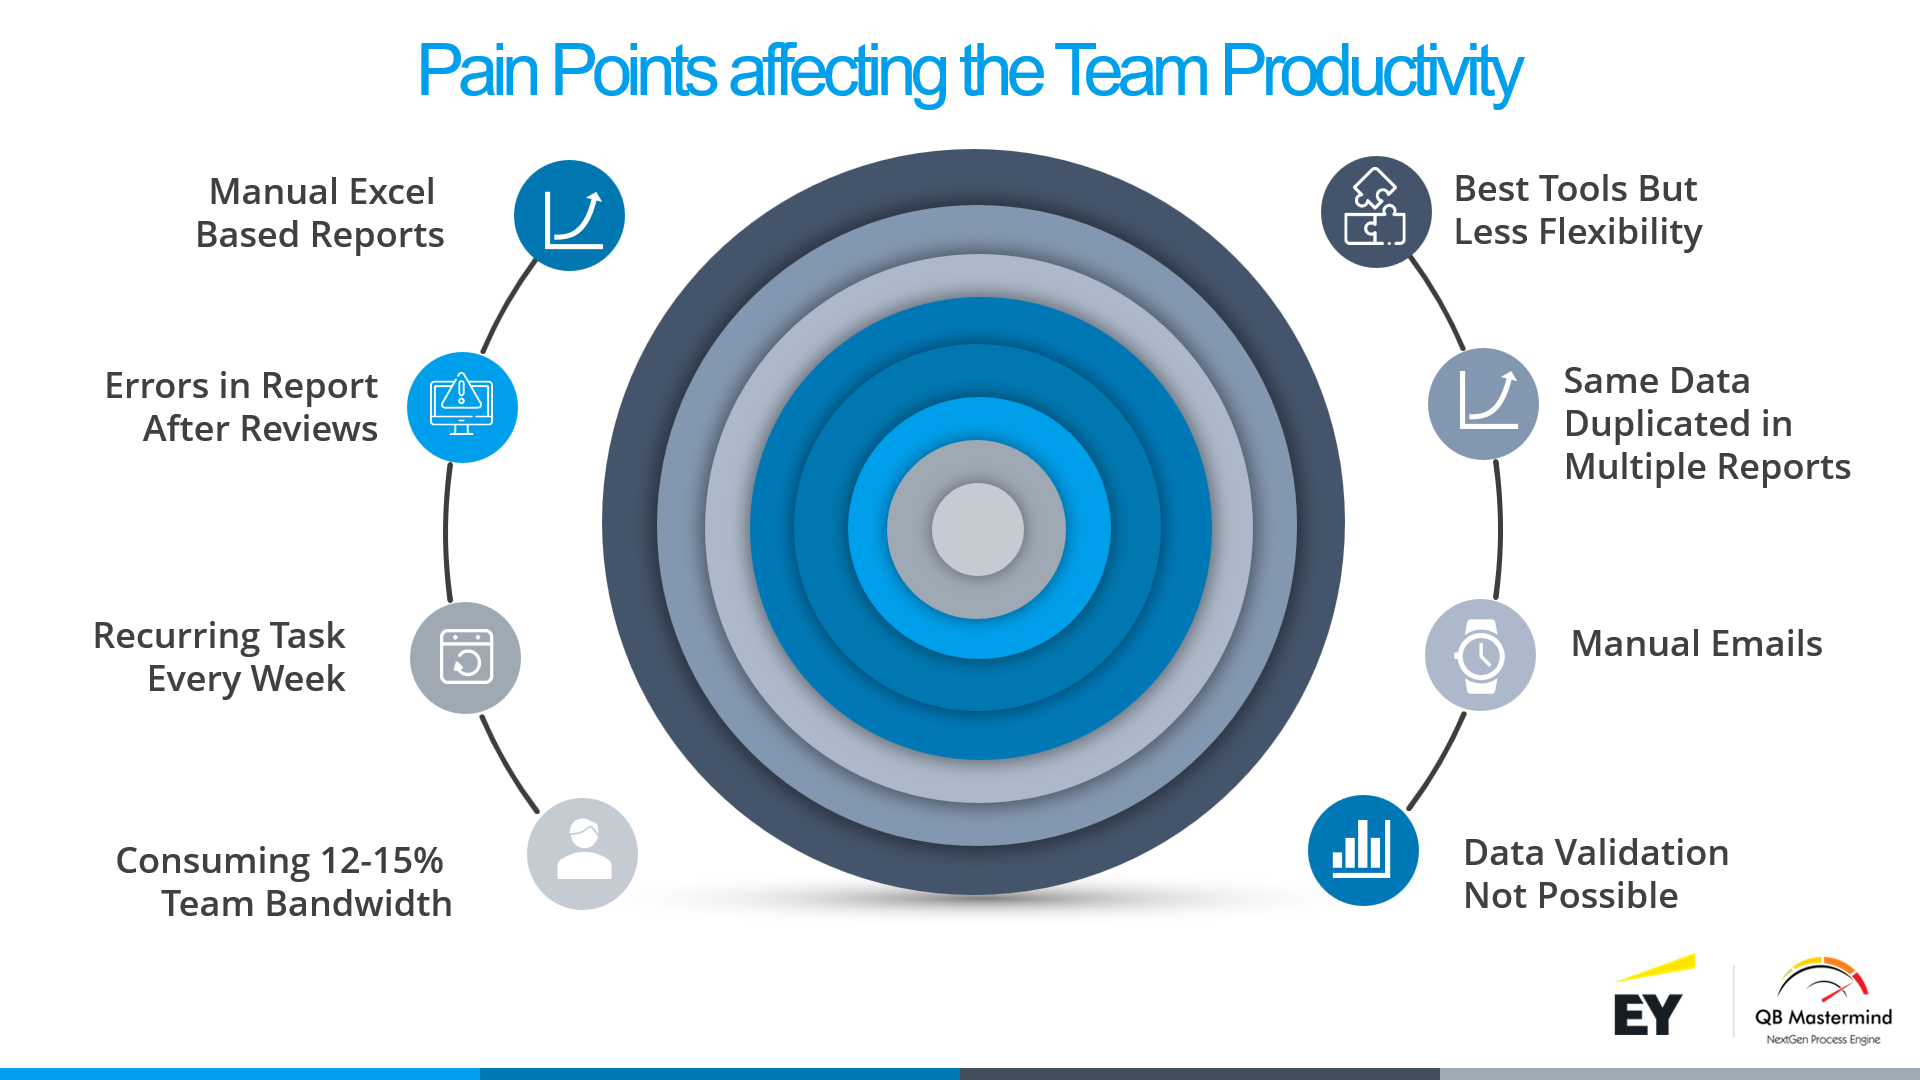 Pain Points affecting the Team Productivity
Manual Excel
Based Reports
Errors in Report
After Reviews
Recurring Task
Every Week
Consuming 12-15%
Team Bandwidth
Best Tools But
Less Flexibility
Same Data
Duplicated in
Multiple Reports
Manual Emails
Data Validation
Not Possible
EY
QB Mastermind
NextGen Process Engine